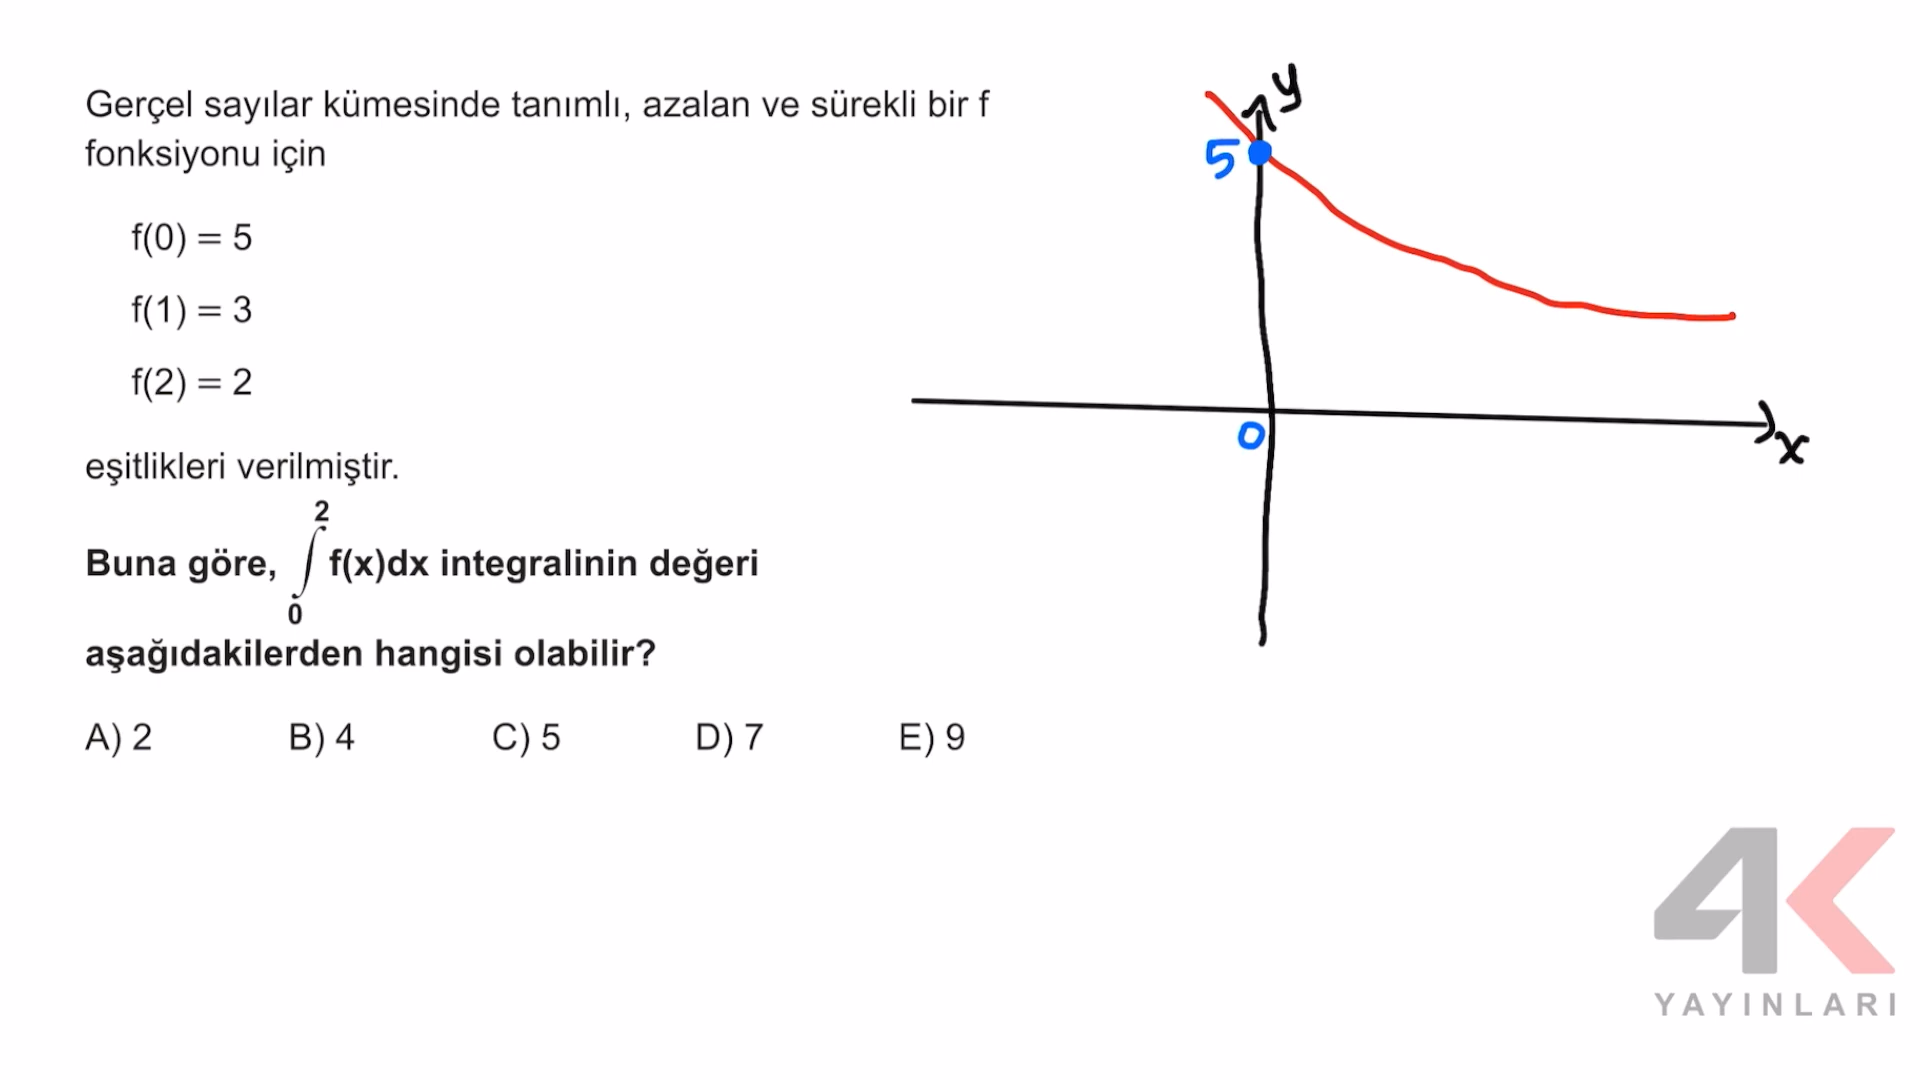 Gerçel sayılar kümesinde tanımlı, azalan ve sürekli bir f
fonksiyonu için
f(0) = 5
f(1) = 3
f(2) = 2
eşitlikleri verilmiştir.
2
Buna göre, ∫ f(x)dx integralinin değeri
0
aşağıdakilerden hangisi olabilir?
A) 2 B) 4 C) 5 D) 7 E) 9
y
5
0
x
4K
YAYINLARI